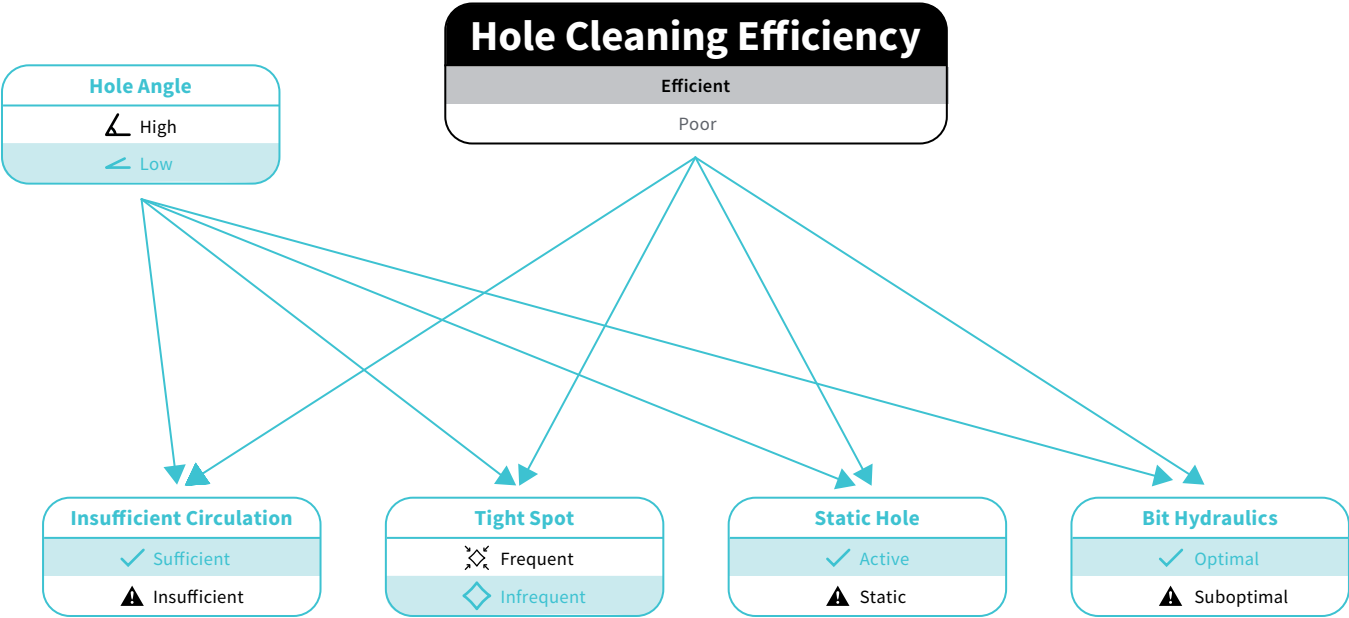 Hole Cleaning Efficiency
Efficient
Poor
Hole Angle
High
Low
Insufficient Circulation
Sufficient
Insufficient
Tight Spot
Frequent
Infrequent
Static Hole
Active
Static
Bit Hydraulics
Optimal
Suboptimal